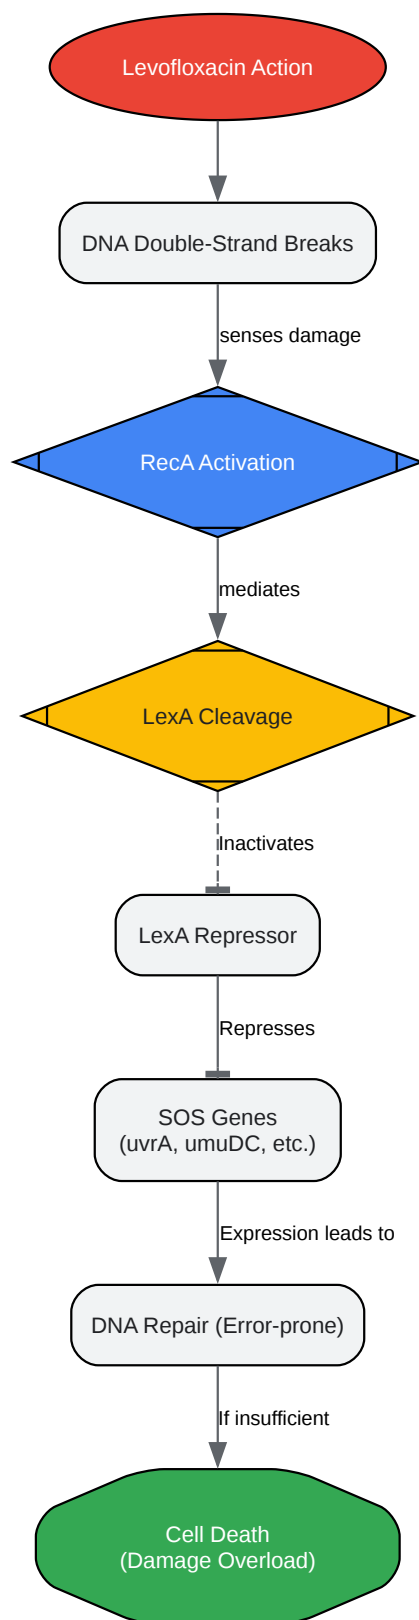 Levofloxacin Action
DNA Double-Strand Breaks
senses damage
RecA Activation
mediates
LexA Cleavage
Inactivates
LexA Repressor
Represses
SOS Genes
(uvrA, umuDC, etc.)
Expression leads to
DNA Repair (Error-prone)
If insufficient
Cell Death
(Damage Overload)